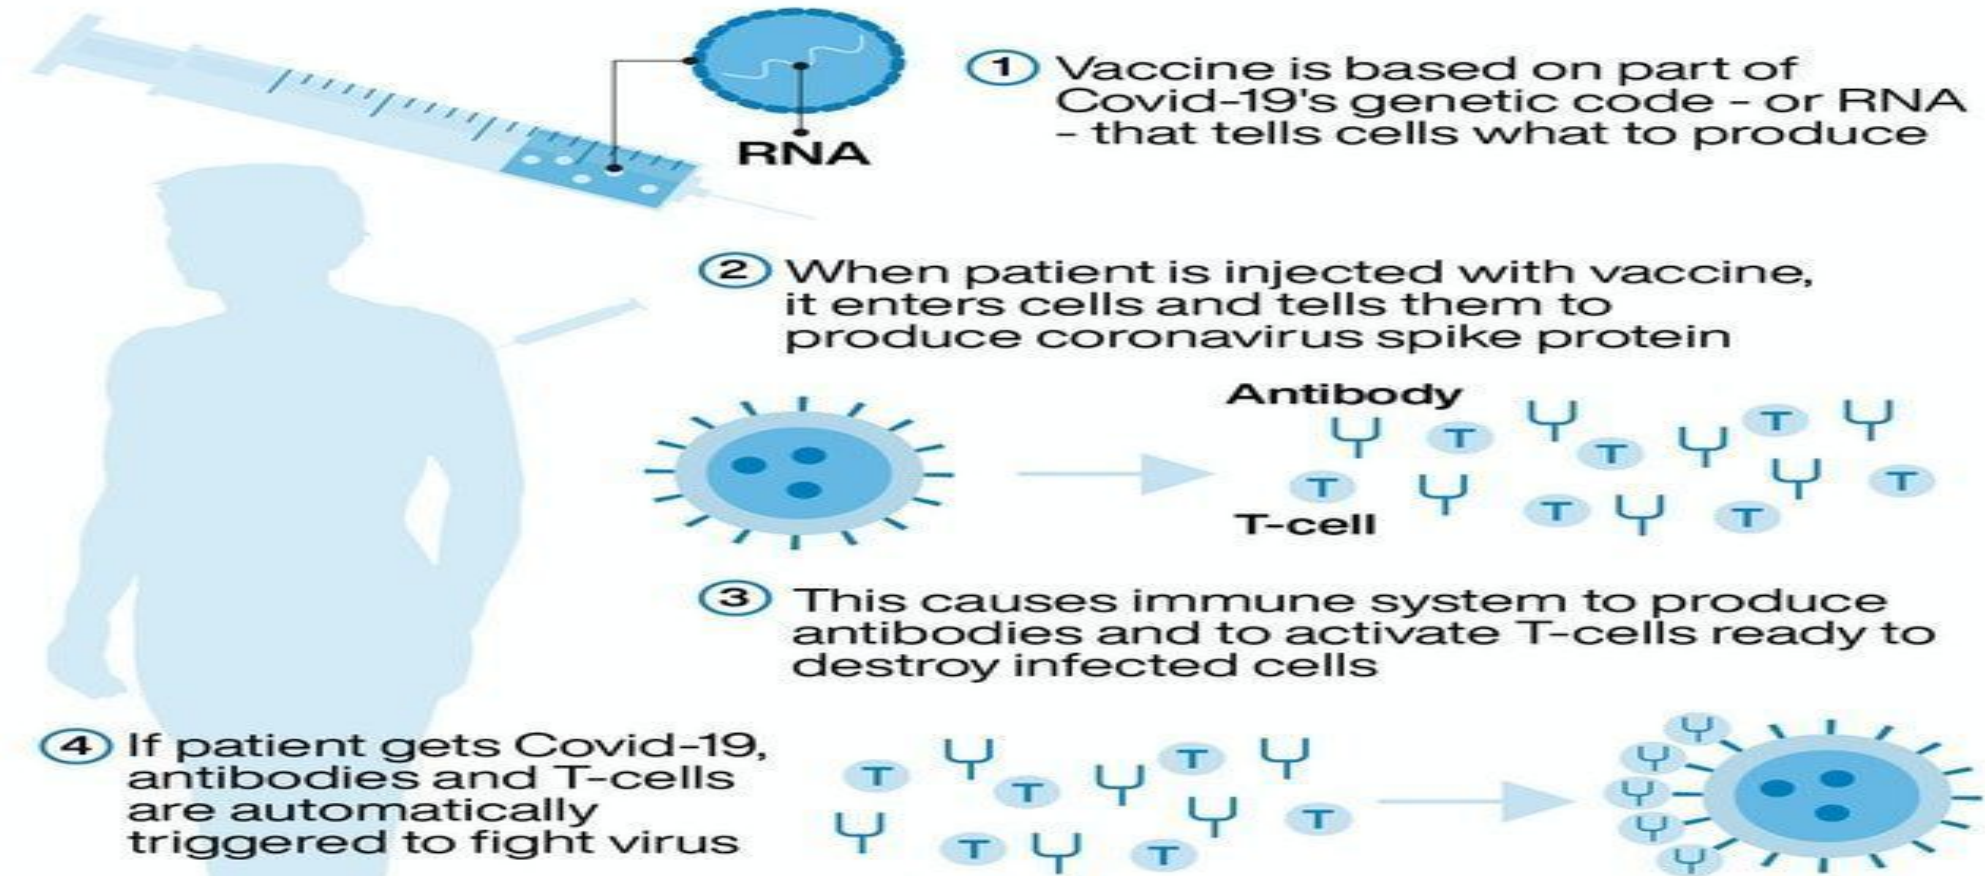 RNA
1 Vaccine is based on part of
Covid-19's genetic code - or RNA
- that tells cells what to produce
2 When patient is injected with vaccine,
it enters cells and tells them to
produce coronavirus spike protein
Antibody
T T T T T T T
T-cell
3 This causes immune system to produce
antibodies and to activate T-cells ready to
destroy infected cells
4 If patient gets Covid-19,
antibodies and T-cells
are automatically
triggered to fight virus
T T T T T T